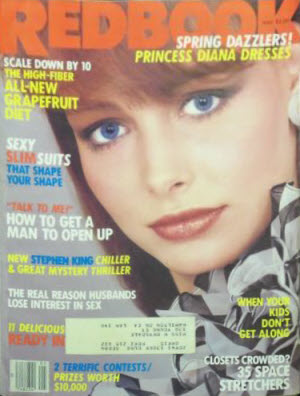 REDBOOK
SPRING DAZZLERS!
PRINCESS DIANA DRESSES
SCALE DOWN BY 10
THE HIGH-FIBER
ALL-NEW
GRAPEFRUIT
DIET
SEXY
SLIMSUITS
THAT SHAPE
YOUR SHAPE
"TALK TO ME!"
HOW TO GET A
MAN TO OPEN UP
NEW STEPHEN KING CHILLER
& GREAT MYSTERY THRILLER
THE REAL REASON HUSBANDS
LOSE INTEREST IN SEX
11 DELICIOUS
READY IN
2 TERRIFIC CONTESTS/
PRIZES WORTH
$10,000
WHEN YOUR
KIDS
DON'T
GET ALONG
CLOSETS CROWDED?
35 SPACE
STRETCHERS